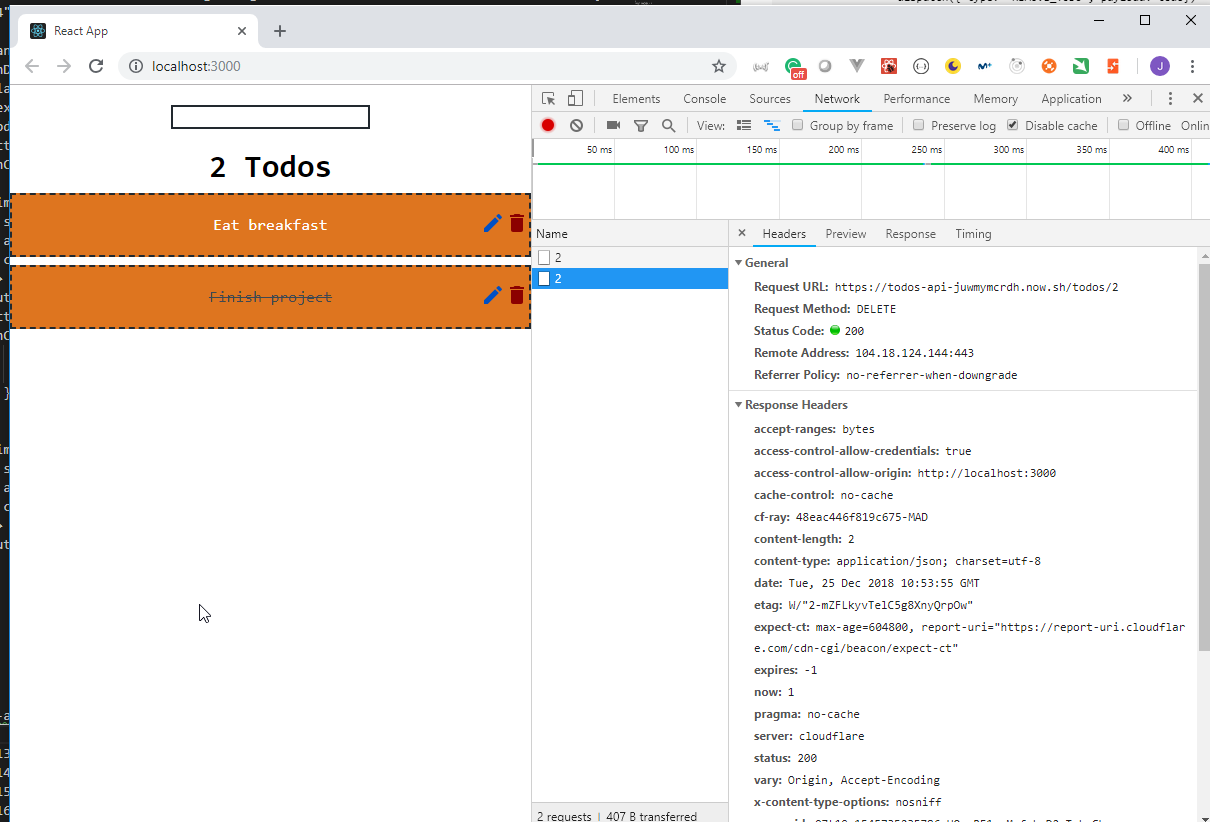 React App
localhost:3000
off
J
2 Todos
Eat breakfast
Finish project
Elements Console Sources Network Performance Memory Application
View: Group by frame Preserve log Disable cache Offline Onlin
50 ms 100 ms 150 ms 200 ms 250 ms 300 ms 350 ms 400 ms
Name
2
2
2 requests 407 B transferred
Headers Preview Response Timing
General
Request URL: https://todos-api-juwmymcrdh.now.sh/todos/2
Request Method: DELETE
Status Code: 200
Remote Address: 104.18.124.144:443
Referrer Policy: no-referrer-when-downgrade
Response Headers
accept-ranges: bytes
access-control-allow-credentials: true
access-control-allow-origin: http://localhost:3000
cache-control: no-cache
cf-ray: 48eac446f819c675-MAD
content-length: 2
content-type: application/json; charset=utf-8
date: Tue, 25 Dec 2018 10:53:55 GMT
etag: W/"2-mZFLkyvTelC5g8XnyQrpOw"
expect-ct: max-age=604800, report-uri="https://report-uri.cloudflar
e.com/cdn-cgi/beacon/expect-ct"
expires: -1
now: 1
pragma: no-cache
server: cloudflare
status: 200
vary: Origin, Accept-Encoding
x-content-type-options: nosniff